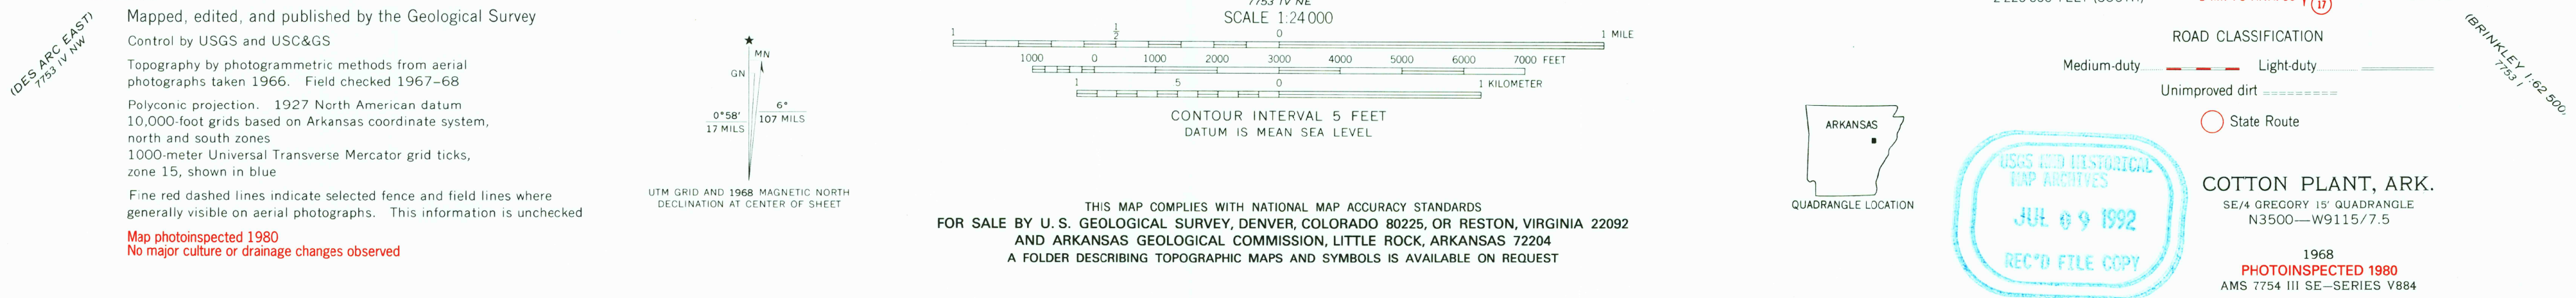 (DES ARC EAST)
7753 IV NW
Mapped, edited, and published by the Geological Survey
Control by USGS and USC&GS
Topography by photogrammetric methods from aerial
photographs taken 1966. Field checked 1967–68
Polyconic projection. 1927 North American datum
10,000-foot grids based on Arkansas coordinate system,
north and south zones
1000-meter Universal Transverse Mercator grid ticks,
zone 15, shown in blue
Fine red dashed lines indicate selected fence and field lines where
generally visible on aerial photographs. This information is unchecked
Map photoinspected 1980
No major culture or drainage changes observed
★
MN
GN
0°58'
17 MILS
6°
107 MILS
UTM GRID AND 1968 MAGNETIC NORTH
DECLINATION AT CENTER OF SHEET
7753 IV NE
SCALE 1:24 000
1 ½ 0 1 MILE
1000 0 1000 2000 3000 4000 5000 6000 7000 FEET
1 5 0 1 KILOMETER
CONTOUR INTERVAL 5 FEET
DATUM IS MEAN SEA LEVEL
THIS MAP COMPLIES WITH NATIONAL MAP ACCURACY STANDARDS
FOR SALE BY U. S. GEOLOGICAL SURVEY, DENVER, COLORADO 80225, OR RESTON, VIRGINIA 22092
AND ARKANSAS GEOLOGICAL COMMISSION, LITTLE ROCK, ARKANSAS 72204
A FOLDER DESCRIBING TOPOGRAPHIC MAPS AND SYMBOLS IS AVAILABLE ON REQUEST
ARKANSAS
QUADRANGLE LOCATION
17
ROAD CLASSIFICATION
Medium-duty Light-duty
Unimproved dirt
State Route
(BRINKLEY 1:62 500)
7753 I
USGS NMD HISTORICAL
MAP ARCHIVES
JUL 09 1992
REC'D FILE COPY
COTTON PLANT, ARK.
SE/4 GREGORY 15' QUADRANGLE
N3500—W9115/7.5
1968
PHOTOINSPECTED 1980
AMS 7754 III SE–SERIES V884